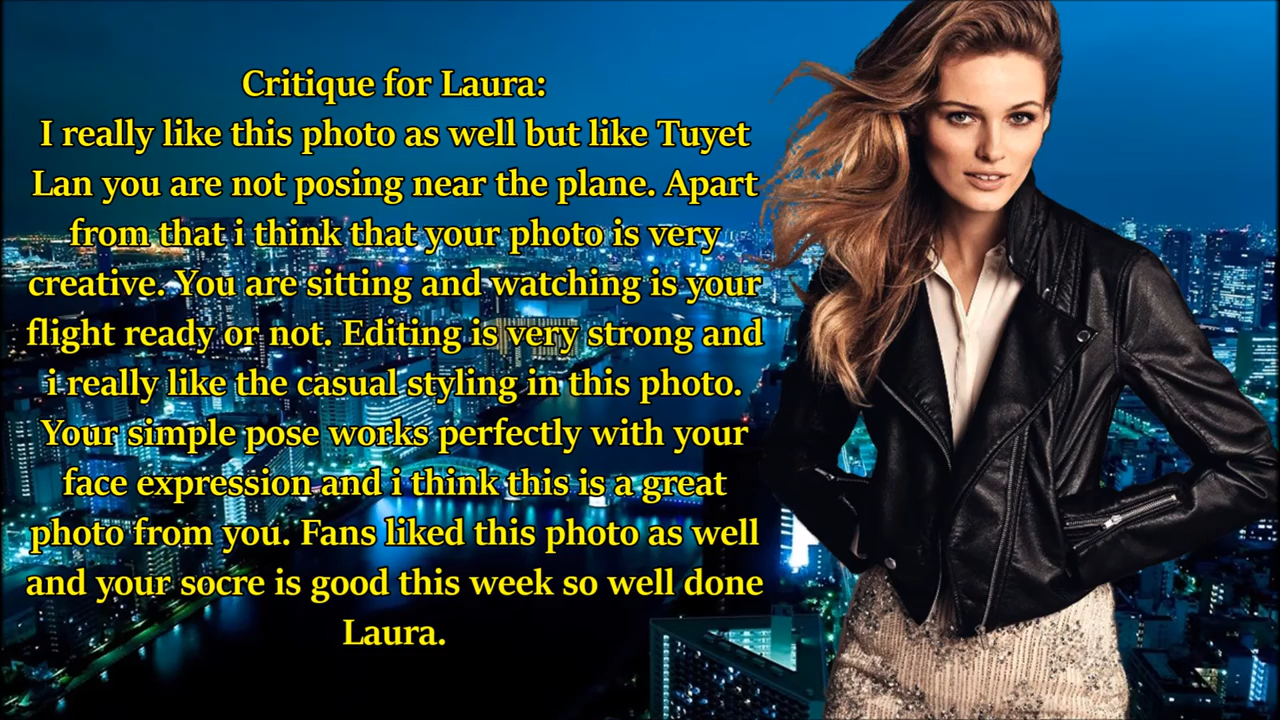 Critique for Laura:
I really like this photo as well but like Tuyet
Lan you are not posing near the plane. Apart
from that i think that your photo is very
creative. You are sitting and watching is your
flight ready or not. Editing is very strong and
i really like the casual styling in this photo.
Your simple pose works perfectly with your
face expression and i think this is a great
photo from you. Fans liked this photo as well
and your socre is good this week so well done
Laura.